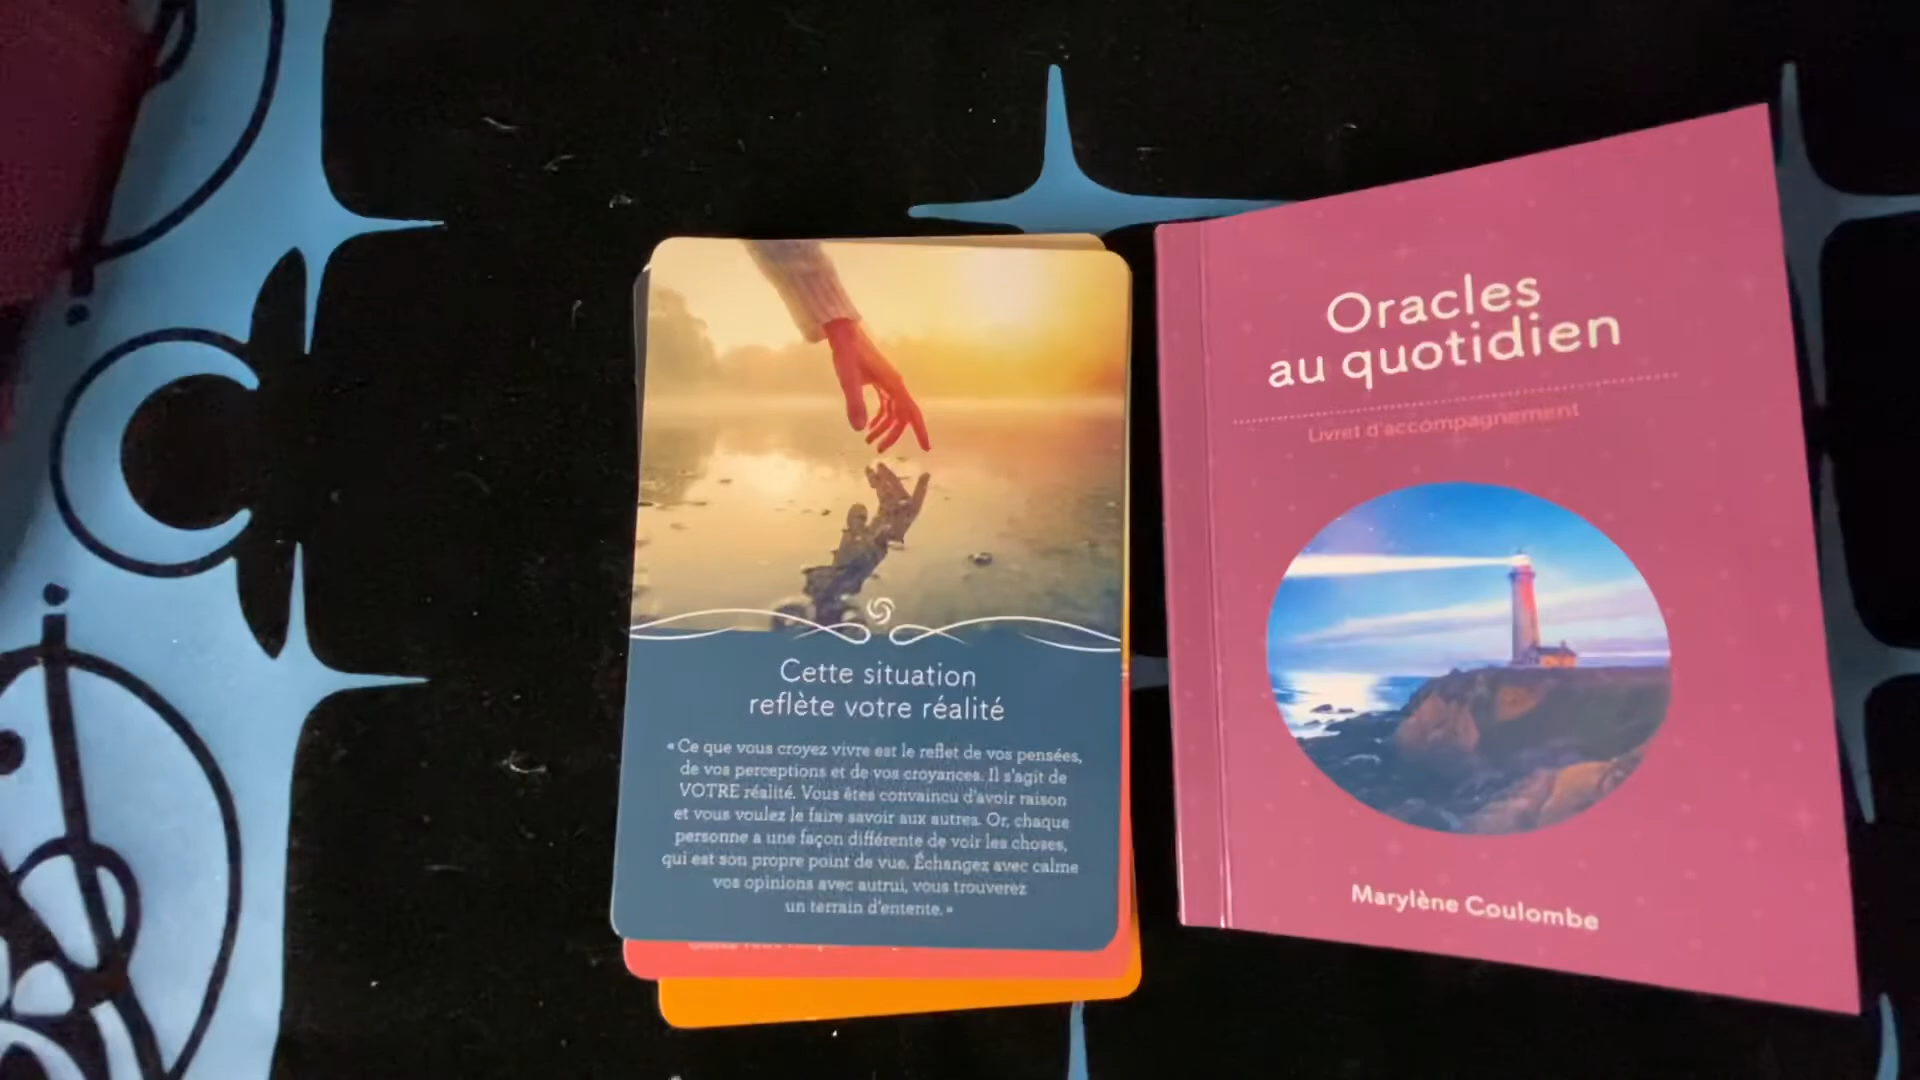 Cette situation
reflète votre réalité
« Ce que vous croyez vivre est le reflet de vos pensées,
de vos perceptions et de vos croyances. Il s'agit de
VOTRE réalité. Vous êtes convaincu d'avoir raison
et vous voulez le faire savoir aux autres. Or, chaque
personne a une façon différente de voir les choses,
qui est son propre point de vue. Échangez avec calme
vos opinions avec autrui, vous trouverez
un terrain d'entente. »
Oracles
au quotidien
Livret d'accompagnement
Marylène Coulombe